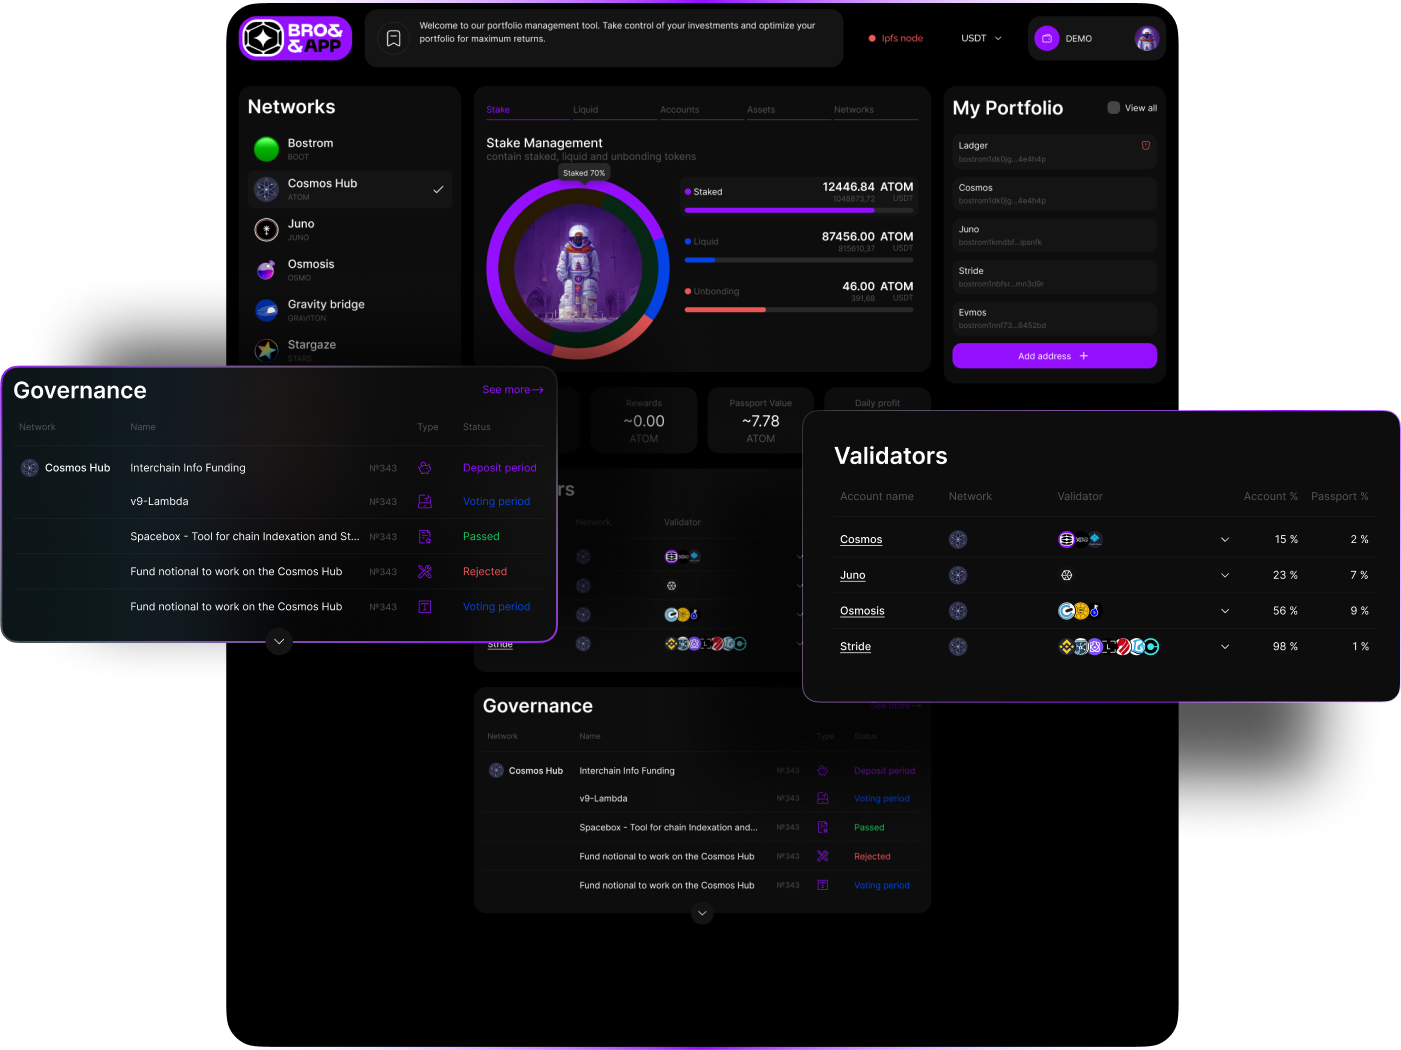 BRO&
&APP
Welcome to our portfolio management tool. Take control of your investments and optimize your
portfolio for maximum returns.
Ipfs node
USDT
DEMO
Networks
Bostrom
BOOT
Cosmos Hub
ATOM
Juno
JUNO
Osmosis
OSMO
Gravity bridge
GRAVITON
Stargaze
STARS
Stake
Liquid
Accounts
Assets
Networks
Stake Management
contain staked, liquid and unbonding tokens
Staked 70%
Staked
12446.84 ATOM
1048673,72 USDT
Liquid
87456.00 ATOM
815610,37 USDT
Unbonding
46.00 ATOM
391,68 USDT
My Portfolio
View all
Ladger
bostrom1dk0jg...4e4h4p
Cosmos
bostrom1dk0jg...4e4h4p
Juno
bostrom1kmdbf...lpsnfk
Stride
bostrom1nbfsr...mn3d9r
Evmos
bostrom1nnf73...6452bd
Add address +
Rewards
~0.00
ATOM
Passport Value
~7.78
ATOM
Daily profit
Governance
See more→
Network Name Type Status
Cosmos Hub Interchain Info Funding №343 Deposit period
v9-Lambda №343 Voting period
Spacebox - Tool for chain Indexation and St... №343 Passed
Fund notional to work on the Cosmos Hub №343 Rejected
Fund notional to work on the Cosmos Hub №343 Voting period
Validators
Account name Network Validator Account % Passport %
Cosmos 15 % 2 %
Juno 23 % 7 %
Osmosis 56 % 9 %
Stride 98 % 1 %
rs
Network Validator
Stride
Governance
See more→
Network Name Type Status
Cosmos Hub Interchain Info Funding №343 Deposit period
v9-Lambda №343 Voting period
Spacebox - Tool for chain Indexation and... №343 Passed
Fund notional to work on the Cosmos Hub №343 Rejected
Fund notional to work on the Cosmos Hub №343 Voting period